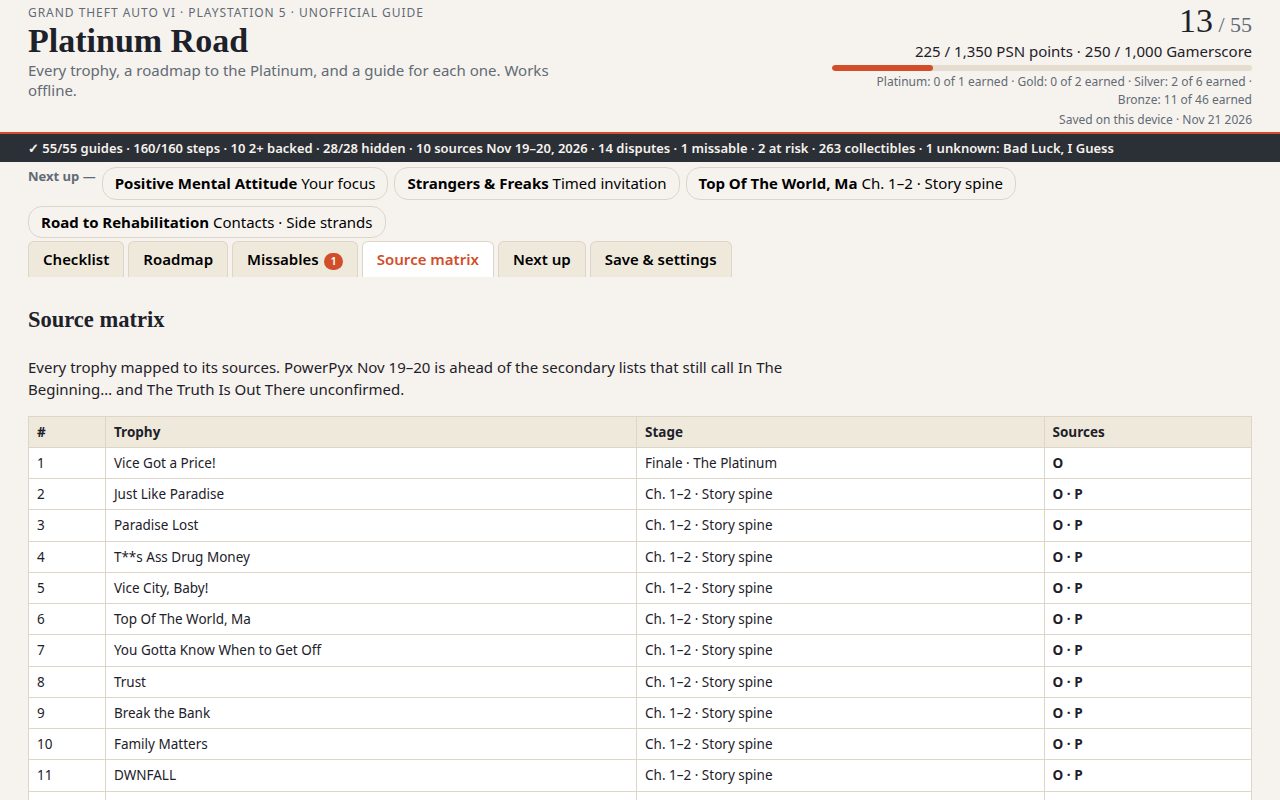 GRAND THEFT AUTO VI · PLAYSTATION 5 · UNOFFICIAL GUIDE
Platinum Road
Every trophy, a roadmap to the Platinum, and a guide for each one. Works
offline.
13 / 55
225 / 1,350 PSN points · 250 / 1,000 Gamerscore
Platinum: 0 of 1 earned · Gold: 0 of 2 earned · Silver: 2 of 6 earned ·
Bronze: 11 of 46 earned
Saved on this device · Nov 21 2026
✓ 55/55 guides · 160/160 steps · 10 2+ backed · 28/28 hidden · 10 sources Nov 19–20, 2026 · 14 disputes · 1 missable · 2 at risk · 263 collectibles · 1 unknown: Bad Luck, I Guess
Next up — Positive Mental Attitude Your focus Strangers & Freaks Timed invitation Top Of The World, Ma Ch. 1–2 · Story spine
Road to Rehabilitation Contacts · Side strands
Checklist Roadmap Missables 1 Source matrix Next up Save & settings
Source matrix
Every trophy mapped to its sources. PowerPyx Nov 19–20 is ahead of the secondary lists that still call In The
Beginning... and The Truth Is Out There unconfirmed.
# Trophy Stage Sources
1 Vice Got a Price! Finale · The Platinum O
2 Just Like Paradise Ch. 1–2 · Story spine O · P
3 Paradise Lost Ch. 1–2 · Story spine O · P
4 T**s Ass Drug Money Ch. 1–2 · Story spine O · P
5 Vice City, Baby! Ch. 1–2 · Story spine O · P
6 Top Of The World, Ma Ch. 1–2 · Story spine O · P
7 You Gotta Know When to Get Off Ch. 1–2 · Story spine O · P
8 Trust Ch. 1–2 · Story spine O · P
9 Break the Bank Ch. 1–2 · Story spine O · P
10 Family Matters Ch. 1–2 · Story spine O · P
11 DWNFALL Ch. 1–2 · Story spine O · P